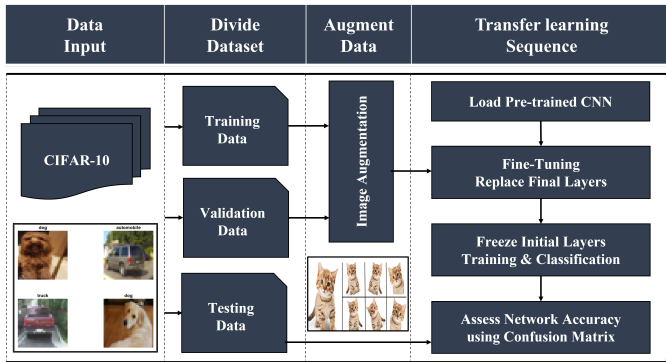 Data
Input
Divide
Dataset
Augment
Data
Transfer learning
Sequence
CIFAR-10
dog
automobile
truck
dog
Training
Data
Validation
Data
Testing
Data
Image Augmentation
Load Pre-trained CNN
Fine-Tuning
Replace Final Layers
Freeze Initial Layers
Training & Classification
Assess Network Accuracy
using Confusion Matrix